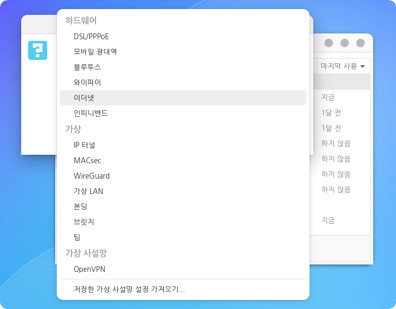 하드웨어
DSL/PPPoE
모바일 광대역
블루투스
와이파이
이더넷
인피니밴드
가상
IP 터널
MACsec
WireGuard
가상 LAN
본딩
브릿지
팀
가상 사설망
OpenVPN
저장한 가상 사설망 설정 가져오기...
마지막 사용
지금
1달 전
1달 전
하지 않음
하지 않음
하지 않음
하지 않음
지금